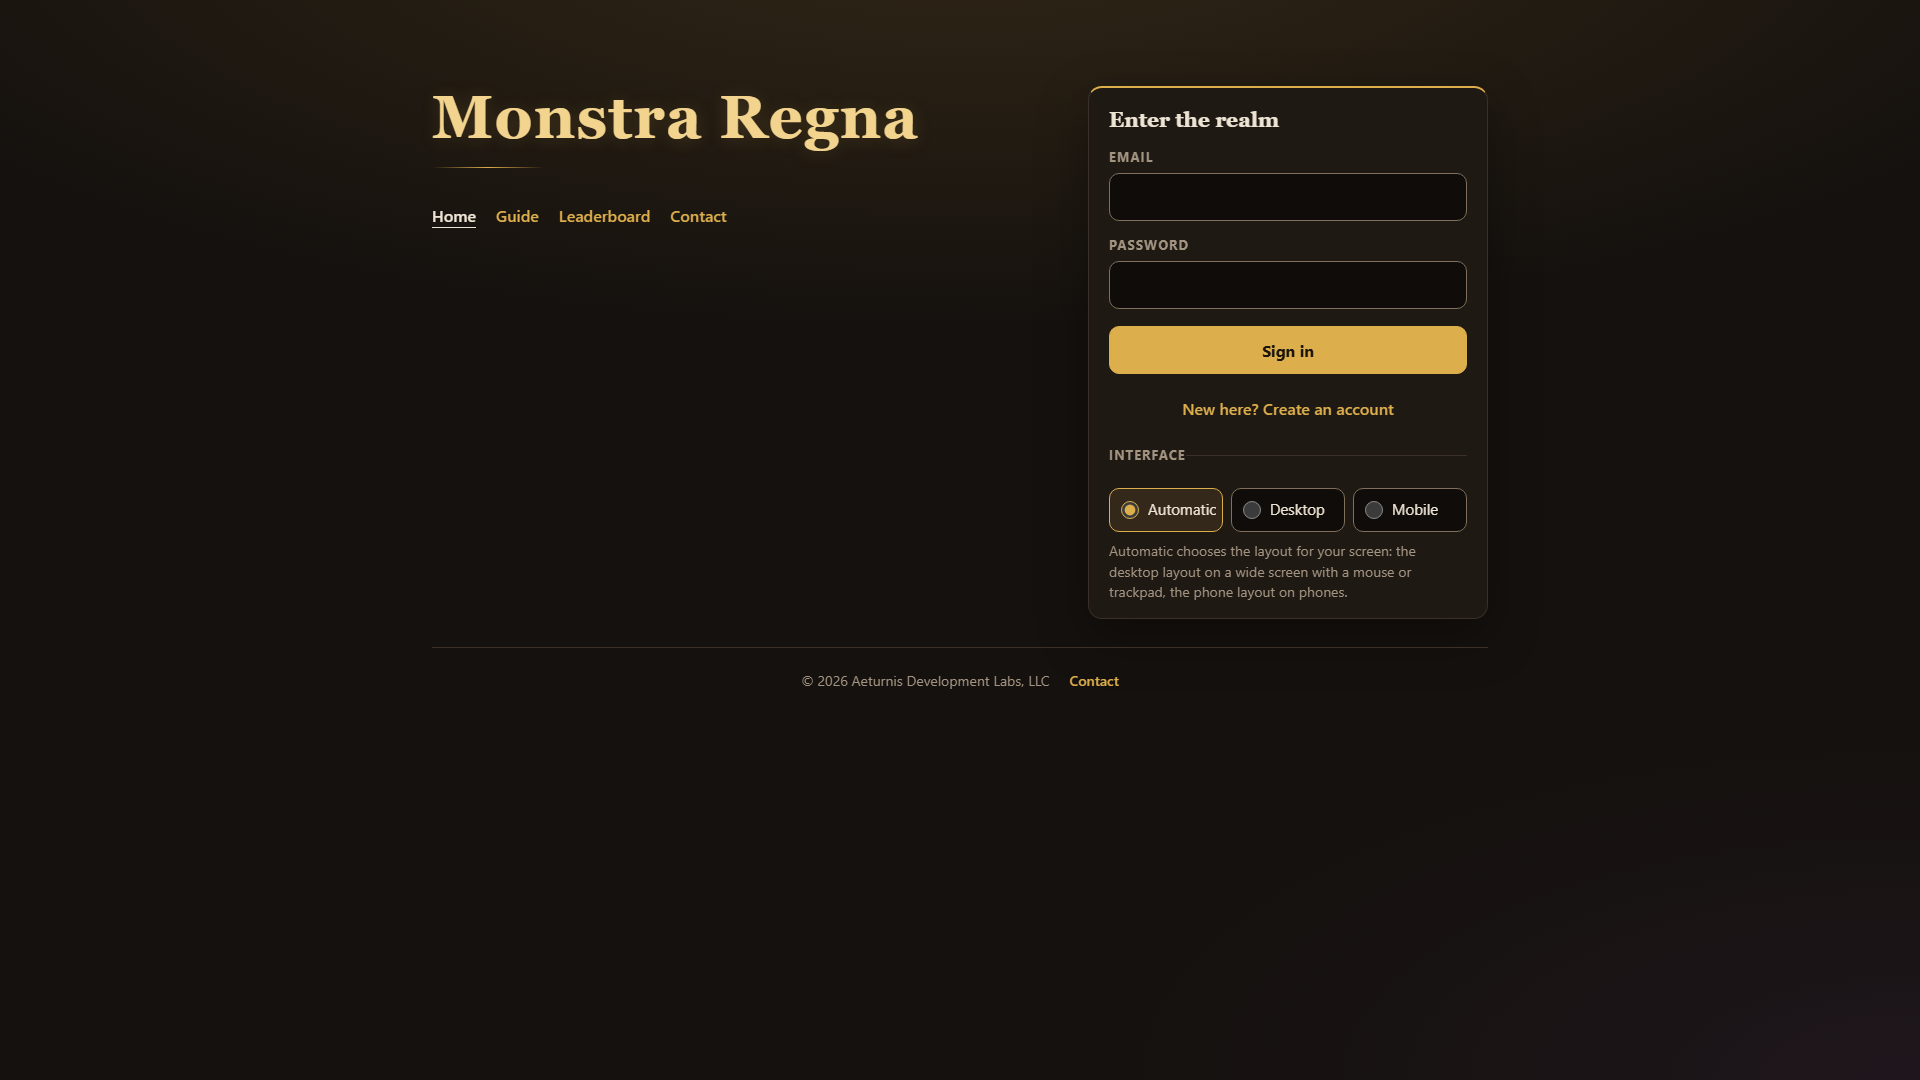 Monstra Regna
Home Guide Leaderboard Contact
Enter the realm
EMAIL
PASSWORD
Sign in
New here? Create an account
INTERFACE
Automatic Desktop Mobile
Automatic chooses the layout for your screen: the
desktop layout on a wide screen with a mouse or
trackpad, the phone layout on phones.
© 2026 Aeturnis Development Labs, LLC Contact